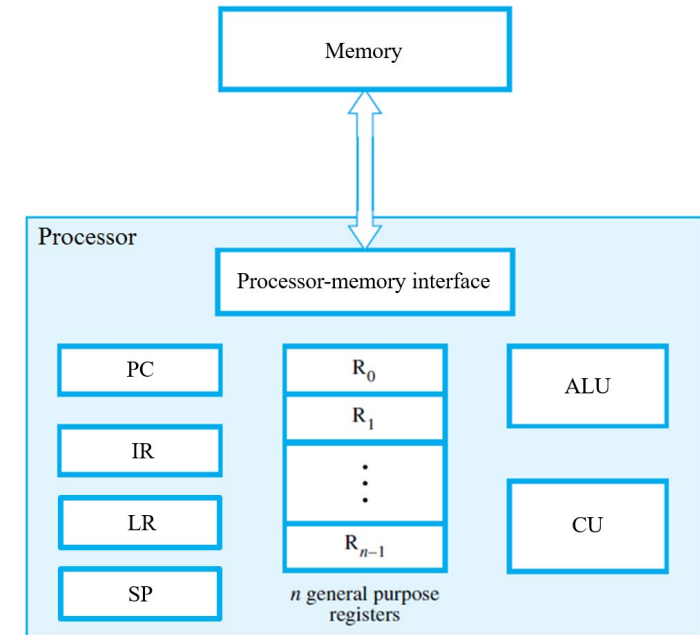 Memory
Processor
Processor-memory interface
PC
R0
ALU
R1
IR
⋮
LR
CU
Rn−1
SP
n general purpose
registers